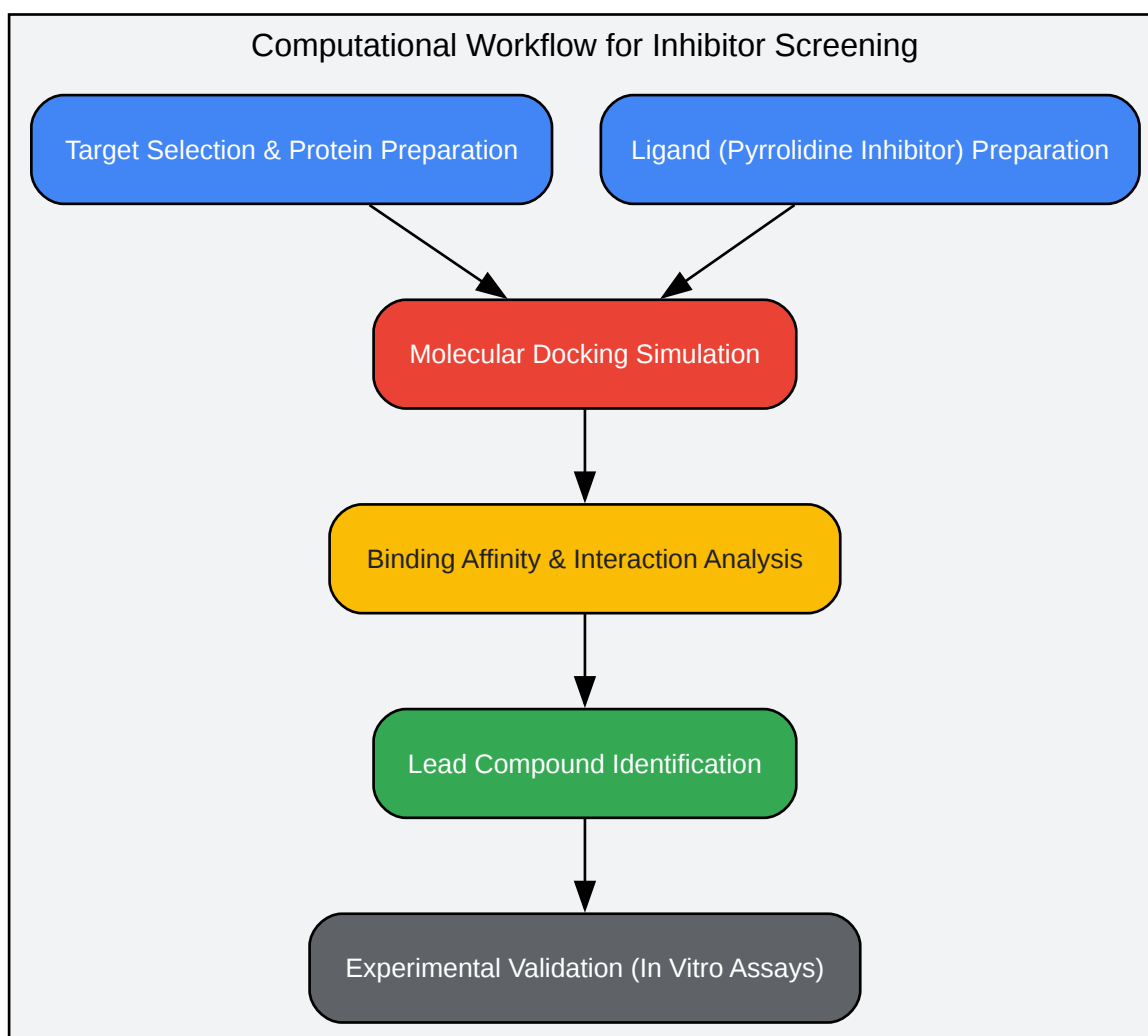 Computational Workflow for Inhibitor Screening
Target Selection & Protein Preparation
Ligand (Pyrrolidine Inhibitor) Preparation
Molecular Docking Simulation
Binding Affinity & Interaction Analysis
Lead Compound Identification
Experimental Validation (In Vitro Assays)